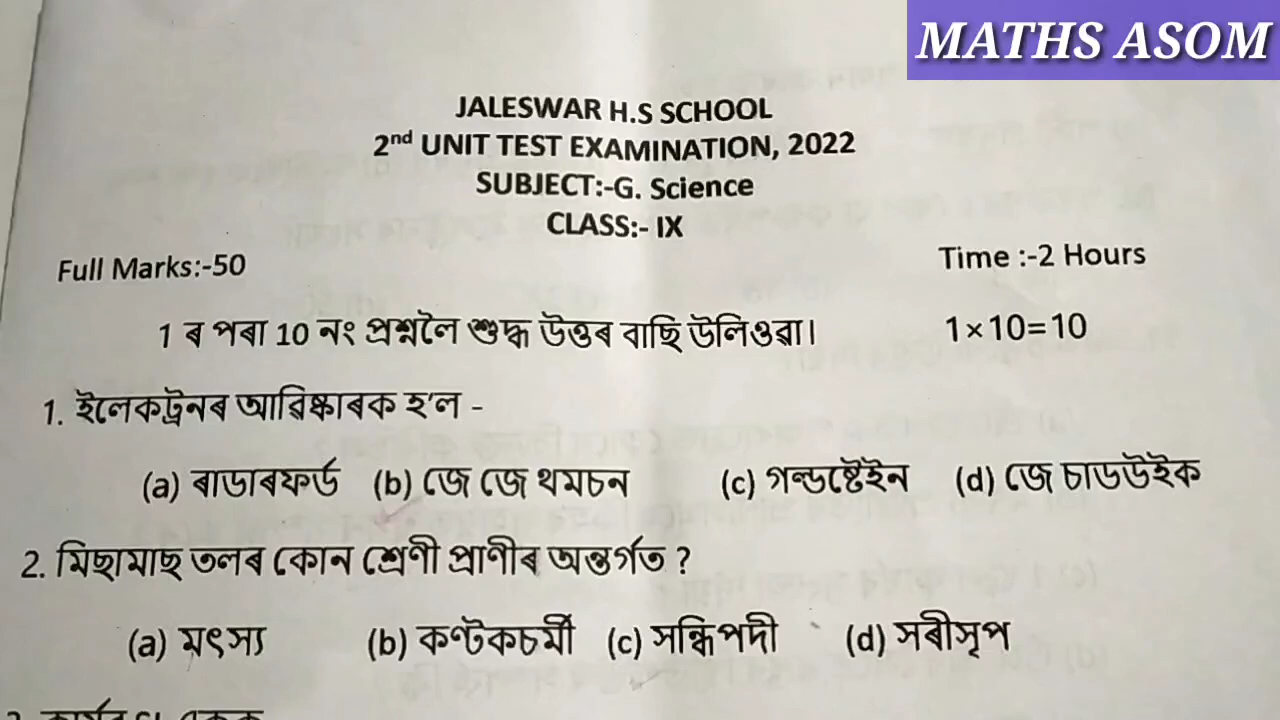 MATHS ASOM
JALESWAR H.S SCHOOL
2nd UNIT TEST EXAMINATION, 2022
SUBJECT:-G. Science
CLASS:- IX
Full Marks:-50 Time :-2 Hours
1 ৰ পৰা 10 নং প্ৰশ্নলৈ শুদ্ধ উত্তৰ বাছি উলিওৱা। 1×10=10
1. ইলেকট্ৰনৰ আৱিষ্কাৰক হ'ল -
(a) ৰাডাৰফৰ্ড (b) জে জে থমচন (c) গল্ডষ্টেইন (d) জে চাডউইক
2. মিছামাছ তলৰ কোন শ্ৰেণী প্ৰাণীৰ অন্তৰ্গত ?
(a) মৎস্য (b) কণ্টকচৰ্মী (c) সন্ধিপদী (d) সৰীসৃপ